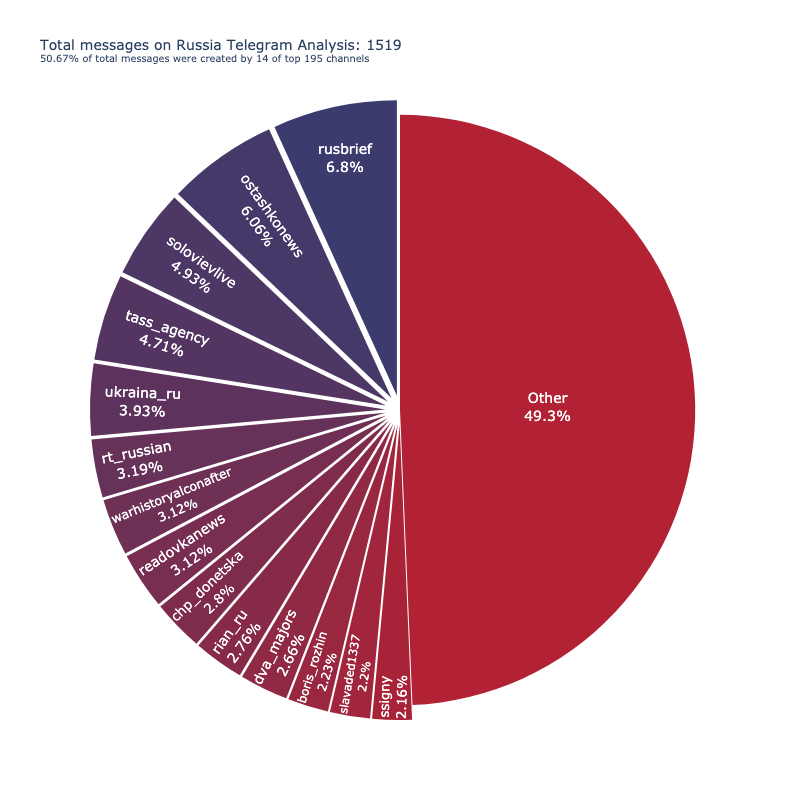 Total messages on Russia Telegram Analysis: 1519
50.67% of total messages were created by 14 of top 195 channels
rusbrief
6.8%
ostashkonews
6.06%
solovievlive
4.93%
tass_agency
4.71%
ukraina_ru
3.93%
rt_russian
3.19%
warhistoryalconafter
3.12%
readovkanews
3.12%
chp_donetska
2.8%
rian_ru
2.76%
dva_majors
2.66%
boris_rozhin
2.23%
slavaded1337
2.2%
ssigny
2.16%
Other
49.3%